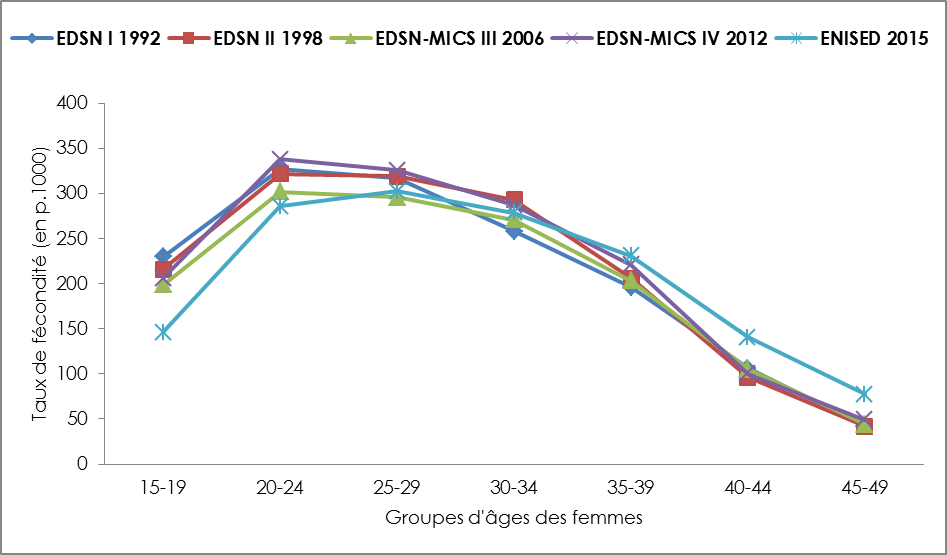 EDSN I 1992 EDSN II 1998 EDSN-MICS III 2006 EDSN-MICS IV 2012 ENISED 2015
Taux de fécondité (en p.1000)
400
350
300
250
200
150
100
50
0
15-19 20-24 25-29 30-34 35-39 40-44 45-49
Groupes d'âges des femmes